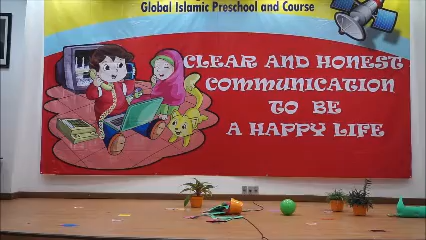 Global Islamic Preschool and Course
CLEAR AND HONEST
COMMUNICATION
TO BE
A HAPPY LIFE